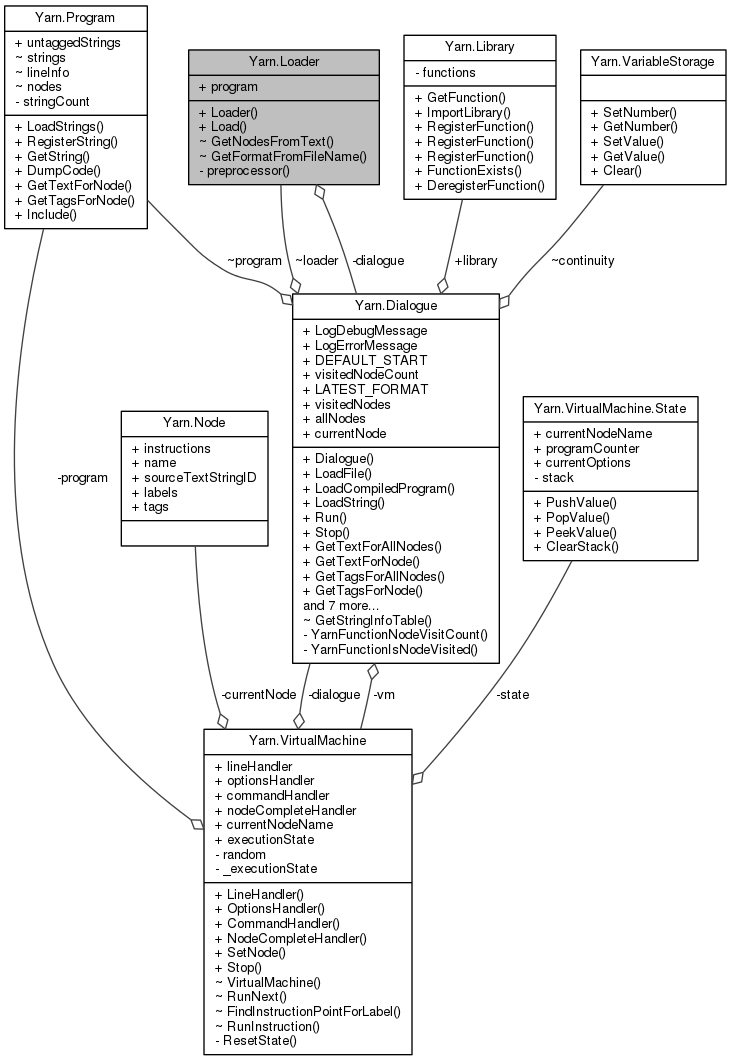 Yarn.Program
+ untaggedStrings
~ strings
~ lineInfo
~ nodes
- stringCount
+ LoadStrings()
+ RegisterString()
+ GetString()
+ DumpCode()
+ GetTextForNode()
+ GetTagsForNode()
+ Include()
Yarn.Loader
+ program
+ Loader()
+ Load()
~ GetNodesFromText()
~ GetFormatFromFileName()
- preprocessor()
Yarn.Library
- functions
+ GetFunction()
+ ImportLibrary()
+ RegisterFunction()
+ RegisterFunction()
+ RegisterFunction()
+ FunctionExists()
+ DeregisterFunction()
Yarn.VariableStorage
+ SetNumber()
+ GetNumber()
+ SetValue()
+ GetValue()
+ Clear()
~program
~loader
-dialogue
+library
~continuity
Yarn.Dialogue
+ LogDebugMessage
+ LogErrorMessage
+ DEFAULT_START
+ visitedNodeCount
+ LATEST_FORMAT
+ visitedNodes
+ allNodes
+ currentNode
+ Dialogue()
+ LoadFile()
+ LoadCompiledProgram()
+ LoadString()
+ Run()
+ Stop()
+ GetTextForAllNodes()
+ GetTextForNode()
+ GetTagsForAllNodes()
+ GetTagsForNode()
and 7 more...
~ GetStringInfoTable()
- YarnFunctionNodeVisitCount()
- YarnFunctionIsNodeVisited()
-program
Yarn.Node
+ instructions
+ name
+ sourceTextStringID
+ labels
+ tags
Yarn.VirtualMachine.State
+ currentNodeName
+ programCounter
+ currentOptions
- stack
+ PushValue()
+ PopValue()
+ PeekValue()
+ ClearStack()
-currentNode
-dialogue
-vm
-state
Yarn.VirtualMachine
+ lineHandler
+ optionsHandler
+ commandHandler
+ nodeCompleteHandler
+ currentNodeName
+ executionState
- random
- _executionState
+ LineHandler()
+ OptionsHandler()
+ CommandHandler()
+ NodeCompleteHandler()
+ SetNode()
+ Stop()
~ VirtualMachine()
~ RunNext()
~ FindInstructionPointForLabel()
~ RunInstruction()
- ResetState()